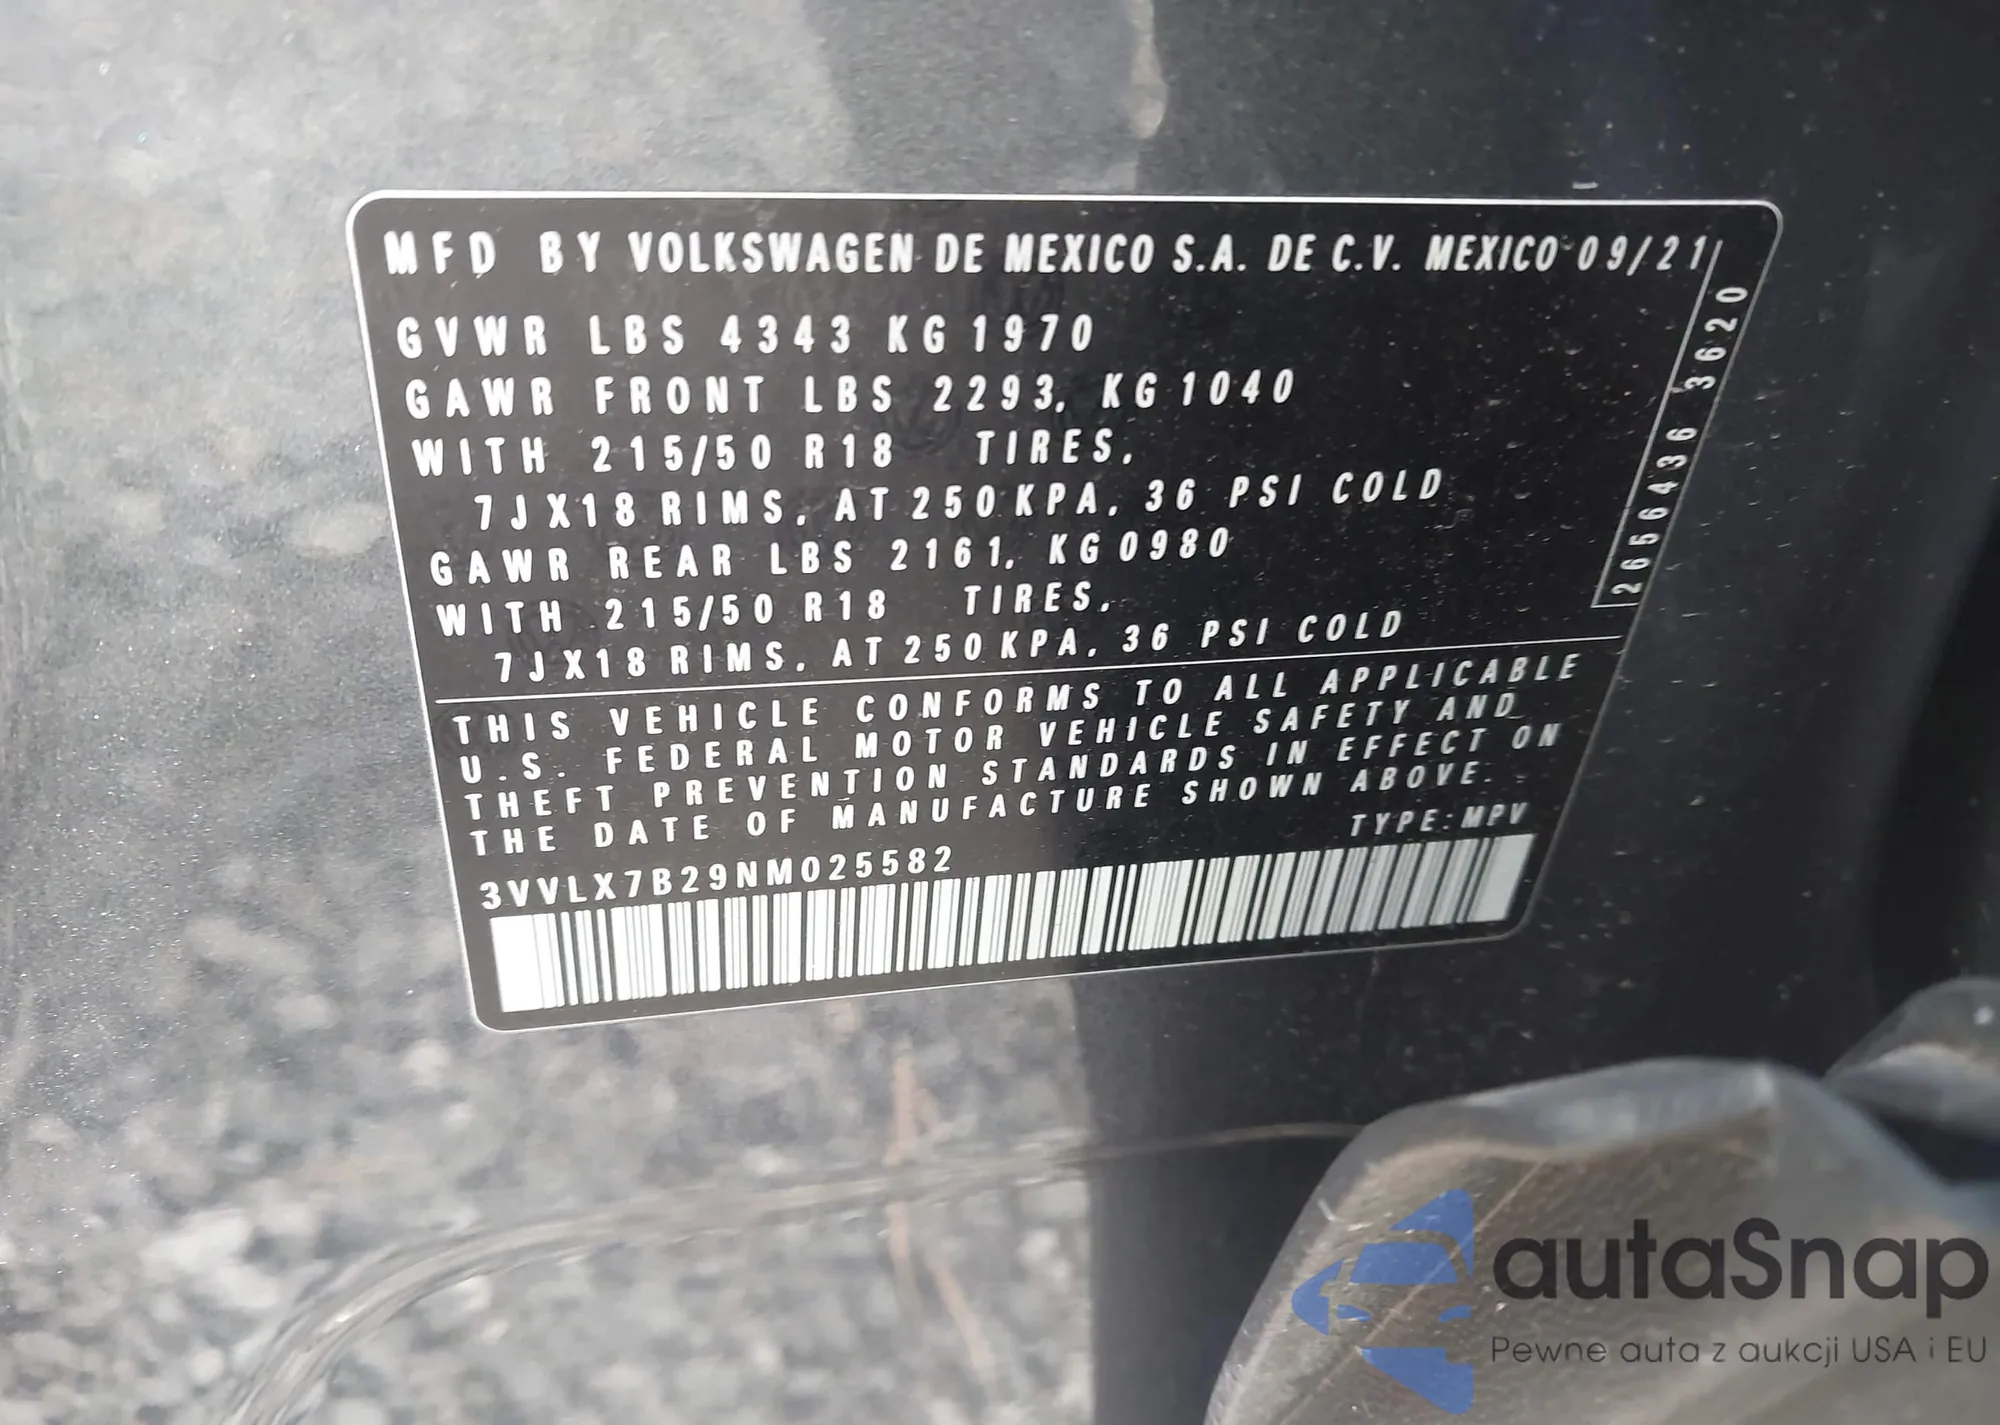 MFD BY VOLKSWAGEN DE MEXICO S.A. DE C.V. MEXICO 09/21
GVWR LBS 4343 KG 1970
GAWR FRONT LBS 2293, KG 1040
WITH 215/50 R18 TIRES,
7JX18 RIMS, AT 250 KPA, 36 PSI COLD
GAWR REAR LBS 2161, KG 0980
WITH 215/50 R18 TIRES,
7JX18 RIMS, AT 250 KPA, 36 PSI COLD
2656436 3620
THIS VEHICLE CONFORMS TO ALL APPLICABLE
U.S. FEDERAL MOTOR VEHICLE SAFETY AND
THEFT PREVENTION STANDARDS IN EFFECT ON
THE DATE OF MANUFACTURE SHOWN ABOVE.
TYPE:MPV
3VVLX7B29NM025582
autaSnap
Pewne auta z aukcji USA i EU